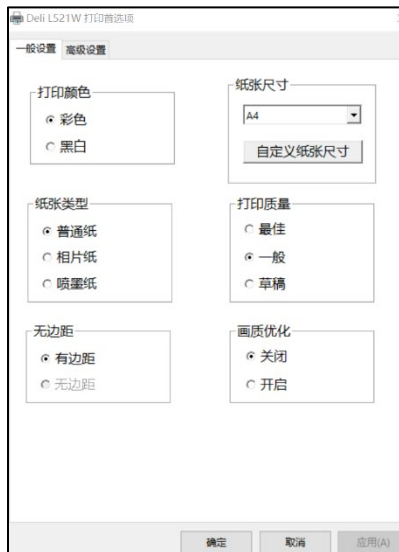 Deli L521W 打印首选项
一般设置 高级设置
打印颜色
彩色
黑白
纸张尺寸
A4
自定义纸张尺寸
纸张类型
普通纸
相片纸
喷墨纸
打印质量
最佳
一般
草稿
无边距
有边距
无边距
画质优化
关闭
开启
确定 取消 应用(A)